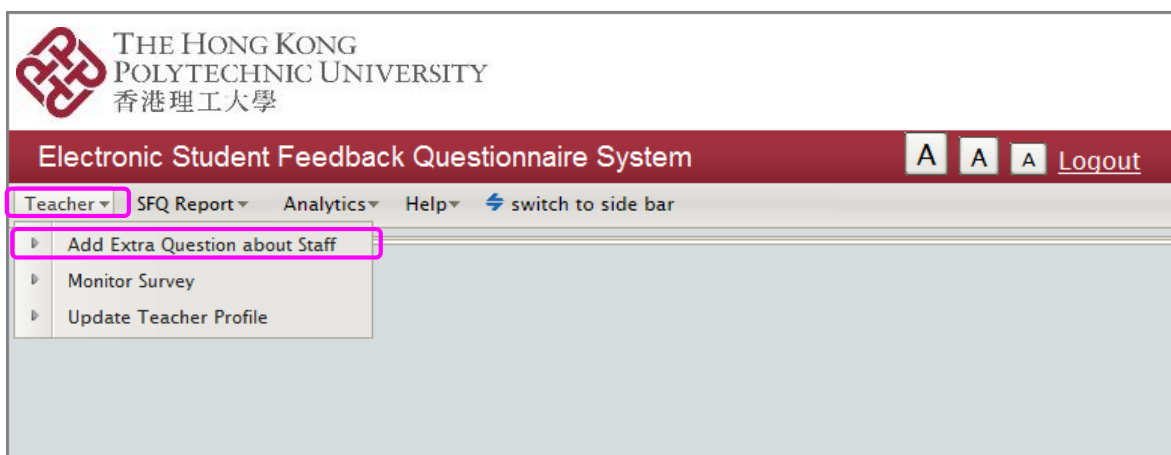 THE HONG KONG
POLYTECHNIC UNIVERSITY
香港理工大學
Electronic Student Feedback Questionnaire System A A A Logout
Teacher SFQ Report Analytics Help switch to side bar
Add Extra Question about Staff
Monitor Survey
Update Teacher Profile